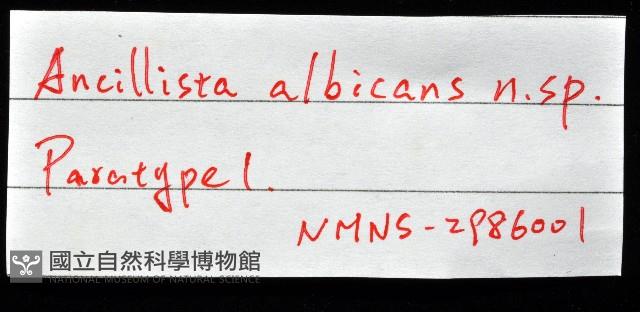 Ancillista albicans n.sp.
Paratype 1.
NMNS-2986001
國立自然科學博物館
NATIONAL MUSEUM OF NATURAL SCIENCE